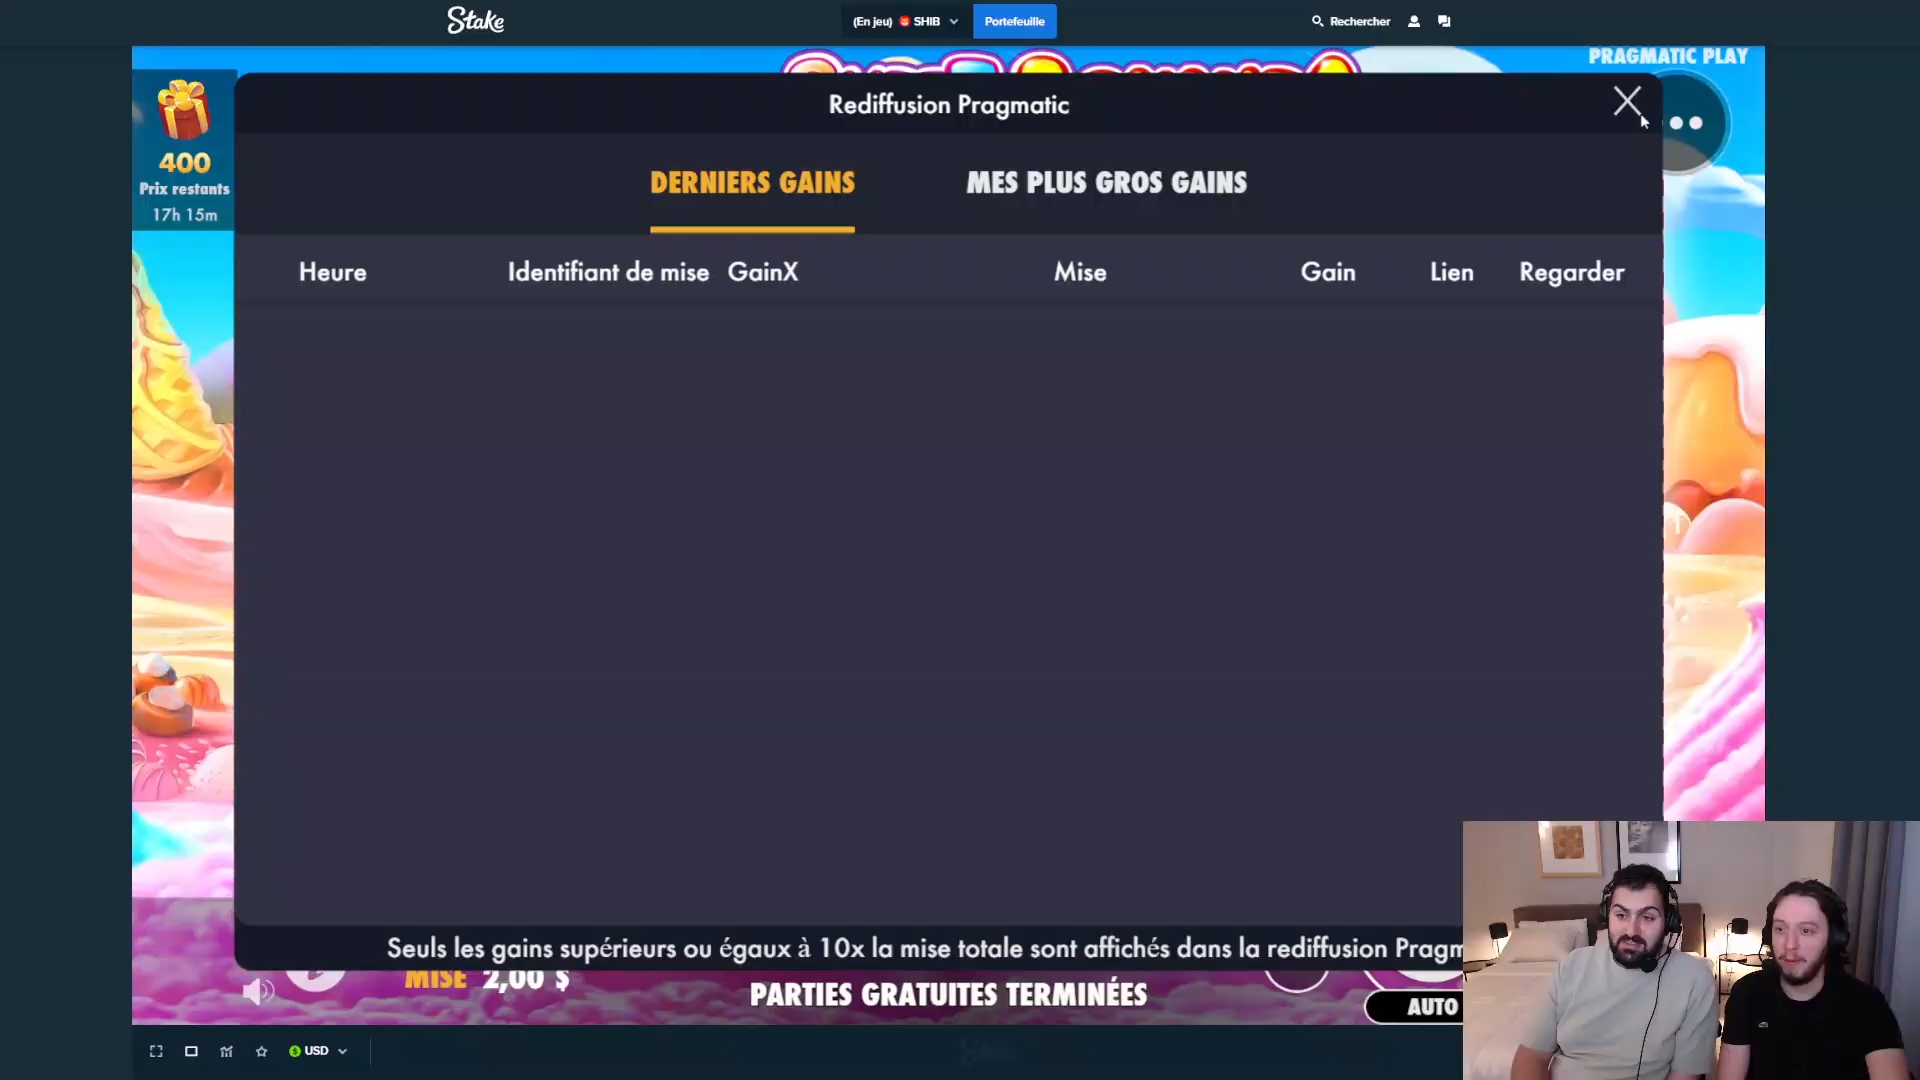 Stake
(En jeu) SHIB
Portefeuille
Rechercher
PRAGMATIC PLAY
400
Prix restants
17h 15m
Rediffusion Pragmatic
DERNIERS GAINS
MES PLUS GROS GAINS
Heure
Identifiant de mise
GainX
Mise
Gain
Lien
Regarder
Seuls les gains supérieurs ou égaux à 10x la mise totale sont affichés dans la rediffusion Pragm
MISE 2,00 $
PARTIES GRATUITES TERMINÉES
AUTO
USD